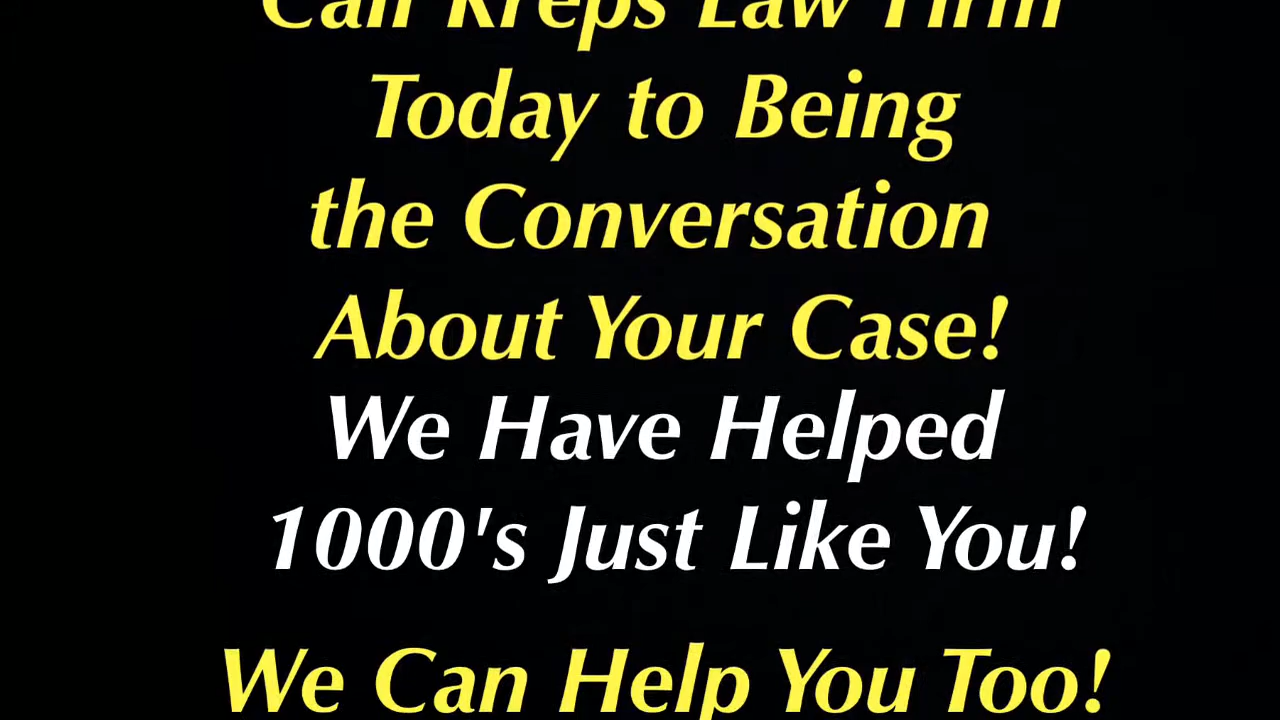 Call Kreps Law Firm
Today to Being
the Conversation
About Your Case!
We Have Helped
1000's Just Like You!
We Can Help You Too!